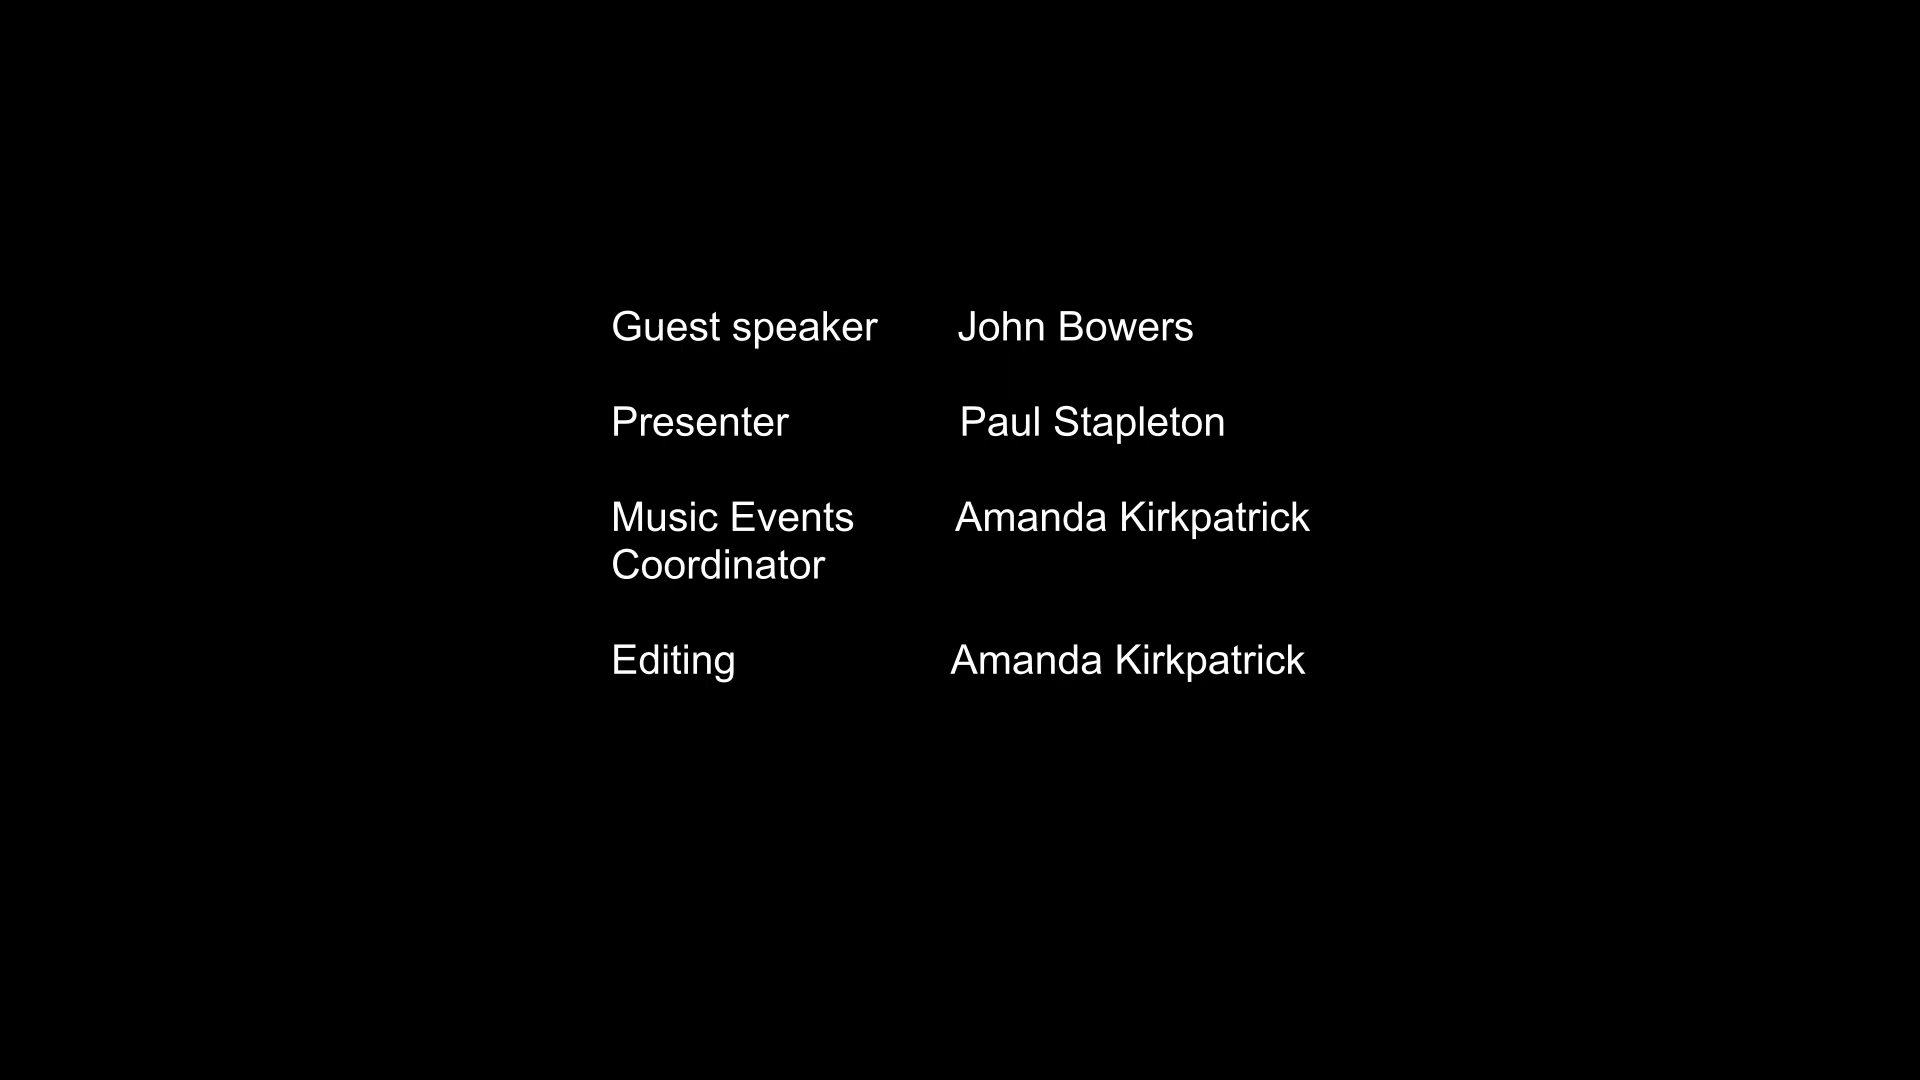 Guest speaker John Bowers
Presenter Paul Stapleton
Music Events Amanda Kirkpatrick
Coordinator
Editing Amanda Kirkpatrick